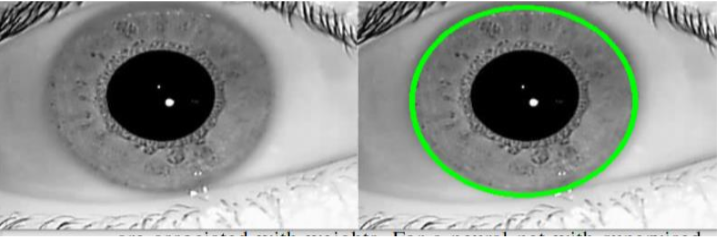 are associated with weights. For a neural net with supervised